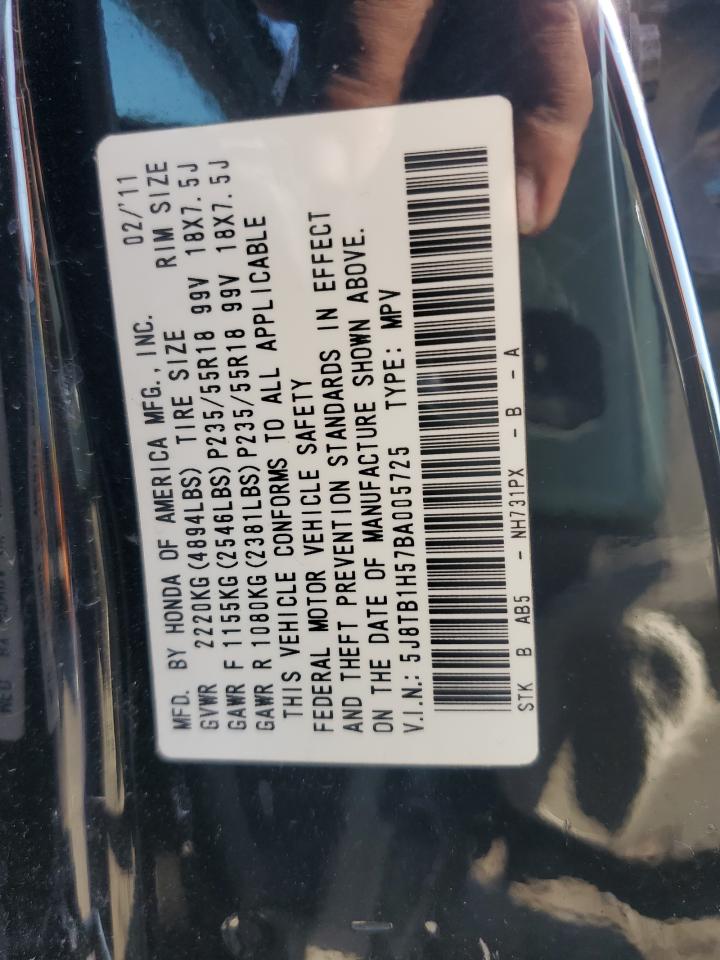 MFD. BY HONDA OF AMERICA MFG., INC. 02/'11
GVWR 2220KG(4894LBS) TIRE SIZE RIM SIZE
GAWR F 1155KG(2546LBS)P235/55R18 99V 18X7.5J
GAWR R 1080KG(2381LBS)P235/55R18 99V 18X7.5J
THIS VEHICLE CONFORMS TO ALL APPLICABLE
FEDERAL MOTOR VEHICLE SAFETY
AND THEFT PREVENTION STANDARDS IN EFFECT
ON THE DATE OF MANUFACTURE SHOWN ABOVE.
V.I.N.: 5J8TB1H57BA005725 TYPE: MPV
STK B AB5 - NH731PX - B - A